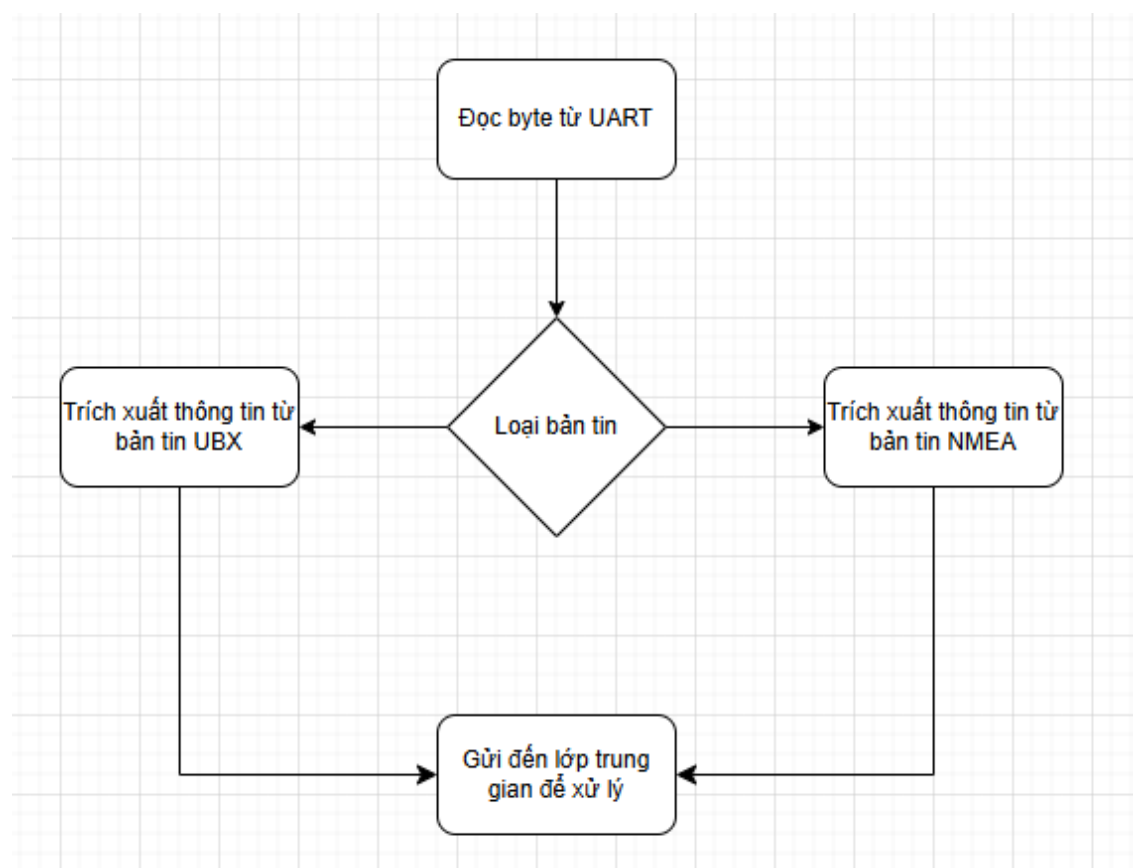 Đọc byte từ UART
Loại bản tin
Trích xuất thông tin từ
bản tin UBX
Trích xuất thông tin từ
bản tin NMEA
Gửi đến lớp trung
gian để xử lý